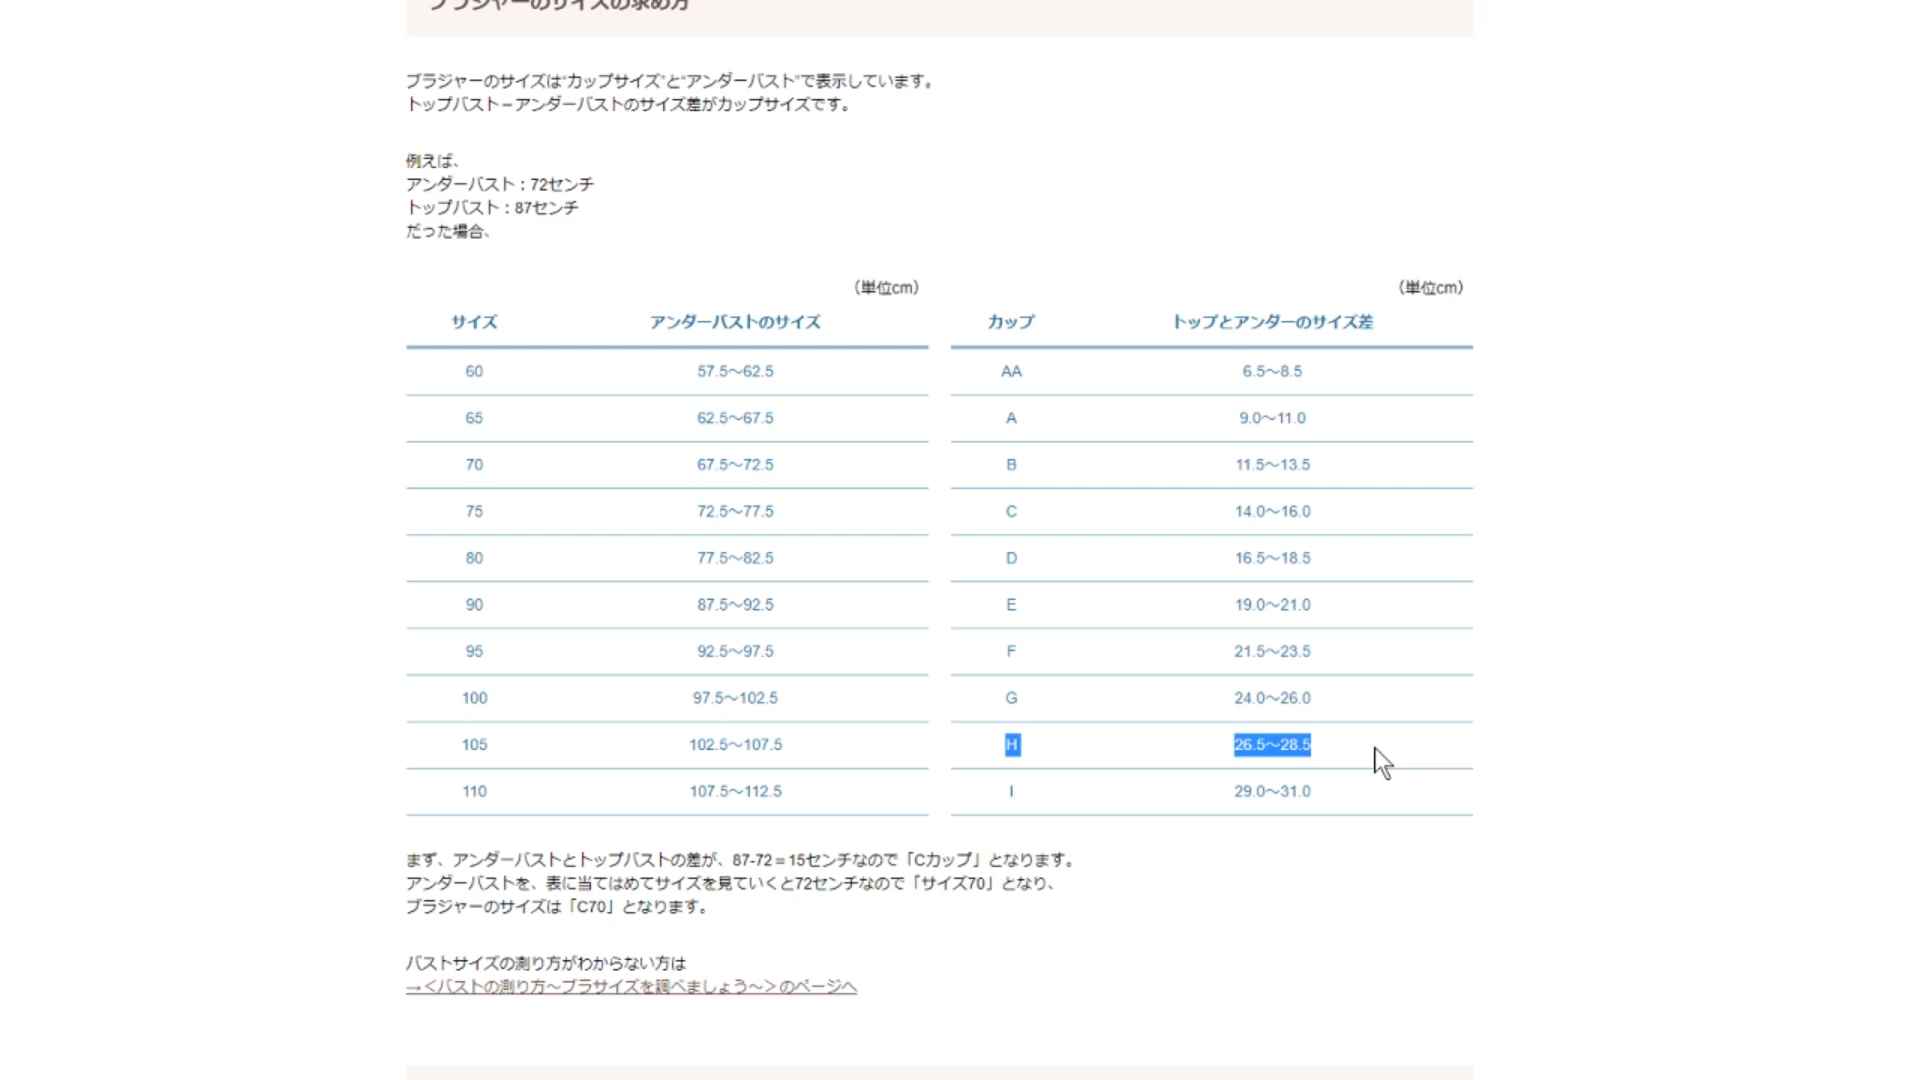 ブラジャーのサイズの求め方
ブラジャーのサイズは“カップサイズ”と“アンダーバスト”で表示しています。
トップバスト−アンダーバストのサイズ差がカップサイズです。
例えば、
アンダーバスト：72センチ
トップバスト：87センチ
だった場合、
（単位cm）
サイズ アンダーバストのサイズ
60 57.5～62.5
65 62.5～67.5
70 67.5～72.5
75 72.5～77.5
80 77.5～82.5
90 87.5～92.5
95 92.5～97.5
100 97.5～102.5
105 102.5～107.5
110 107.5～112.5
（単位cm）
カップ トップとアンダーのサイズ差
AA 6.5～8.5
A 9.0～11.0
B 11.5～13.5
C 14.0～16.0
D 16.5～18.5
E 19.0～21.0
F 21.5～23.5
G 24.0～26.0
H 26.5～28.5
I 29.0～31.0
まず、アンダーバストとトップバストの差が、87-72＝15センチなので「Cカップ」となります。
アンダーバストを、表に当てはめてサイズを見ていくと72センチなので「サイズ70」となり、
ブラジャーのサイズは「C70」となります。
バストサイズの測り方がわからない方は
→＜バストの測り方～ブラサイズを調べましょう～＞のページへ